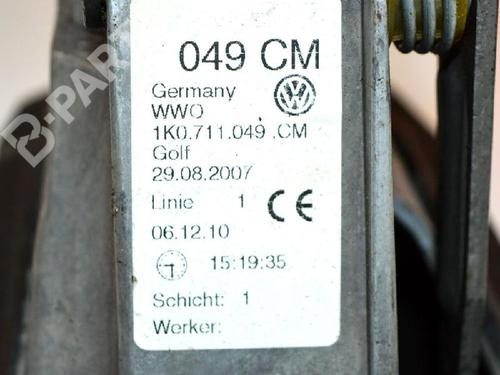 049 CM
Germany
WWO
1K0.711.049 .CM
Golf
29.08.2007
Linie 1 CE
06.12.10
15:19:35
Schicht: 1
Werker: